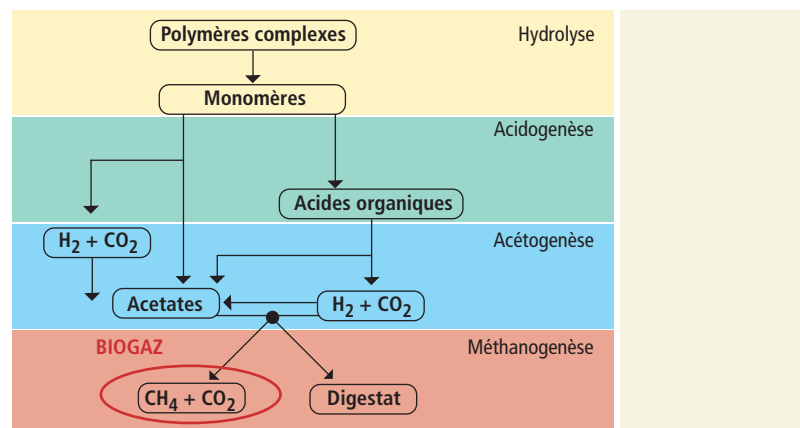 Polymères complexes
Hydrolyse
Monomères
Acidogenèse
Acides organiques
H₂ + CO₂
Acétogenèse
Acetates
H₂ + CO₂
BIOGAZ
Méthanogenèse
CH₄ + CO₂
Digestat